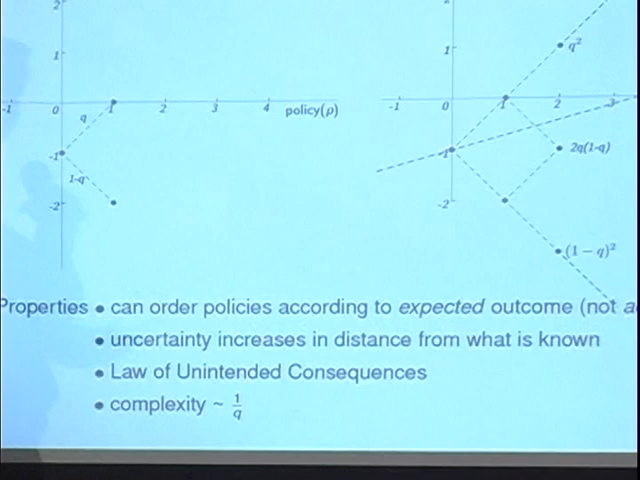 2
1
-1 0 1 2 3 4 policy(ρ)
q
-1
1-q
-2
1
q²
-1 0 1 2 3
-1
2q(1-q)
-2
(1 − q)²
Properties • can order policies according to expected outcome (not
• uncertainty increases in distance from what is known
• Law of Unintended Consequences
• complexity ~ 1/q